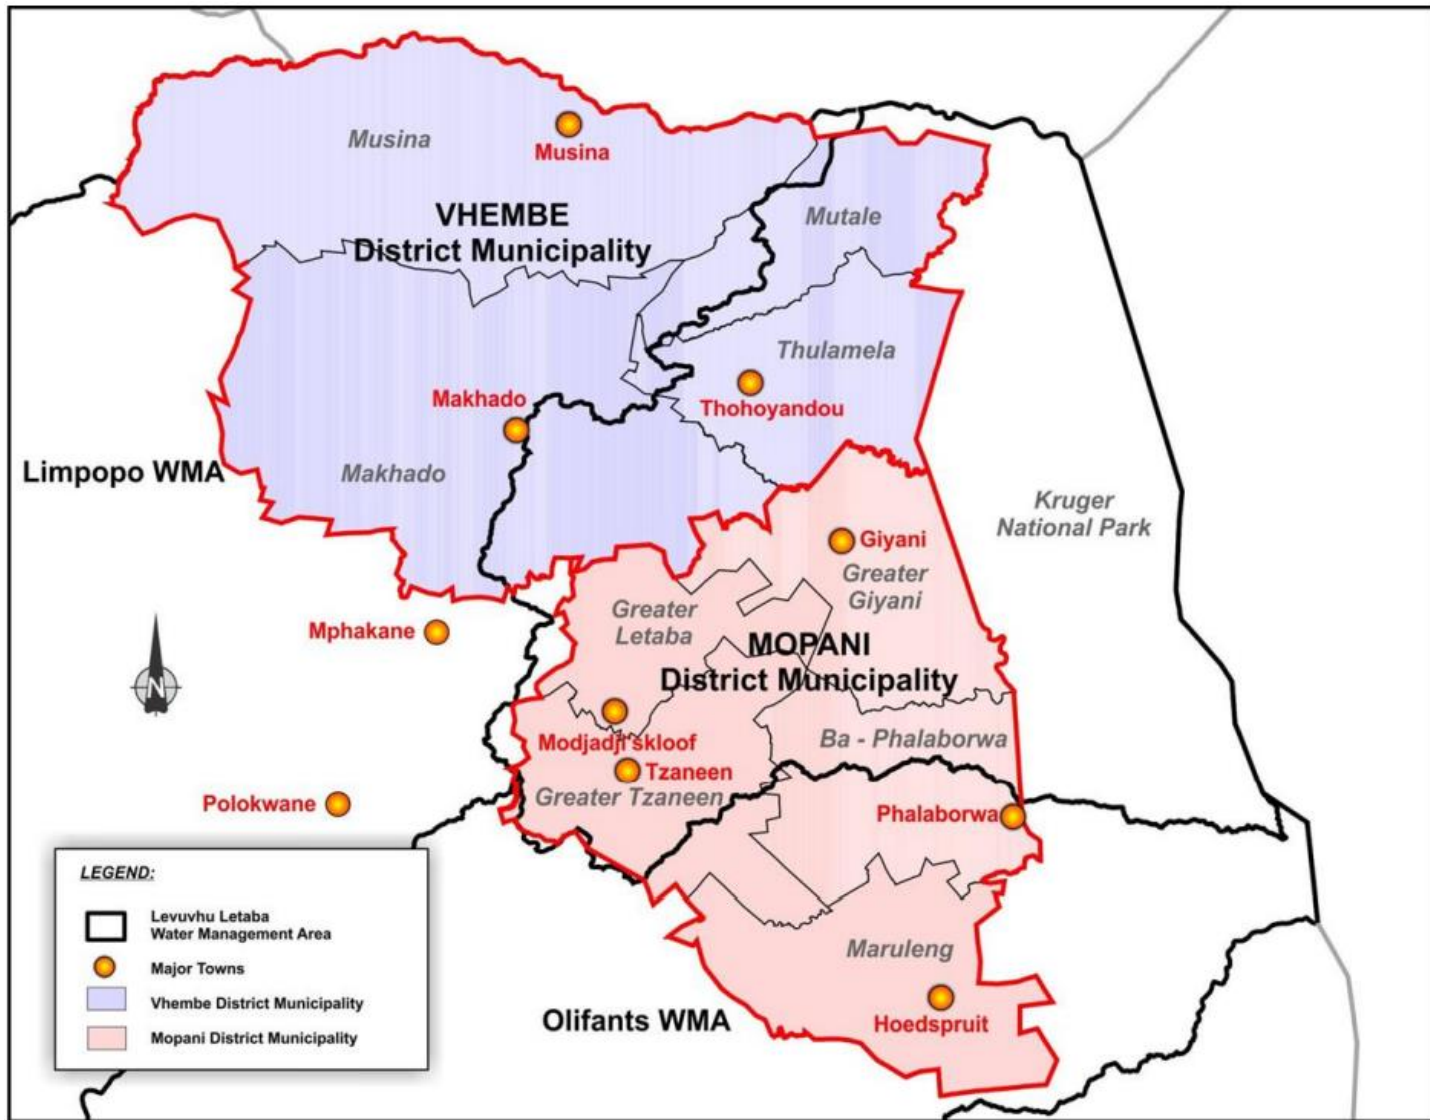 Musina
Musina
VHEMBE
District Municipality
Mutale
Thulamela
Makhado
Thohoyandou
Limpopo WMA
Makhado
Kruger
National Park
Giyani
Greater
Giyani
Greater
Letaba
Mphakane
MOPANI
District Municipality
N
Modjadji'skloof
Ba - Phalaborwa
Tzaneen
Greater Tzaneen
Polokwane
Phalaborwa
LEGEND:
Levuvhu Letaba
Water Management Area
Major Towns
Vhembe District Municipality
Mopani District Municipality
Maruleng
Olifants WMA
Hoedspruit